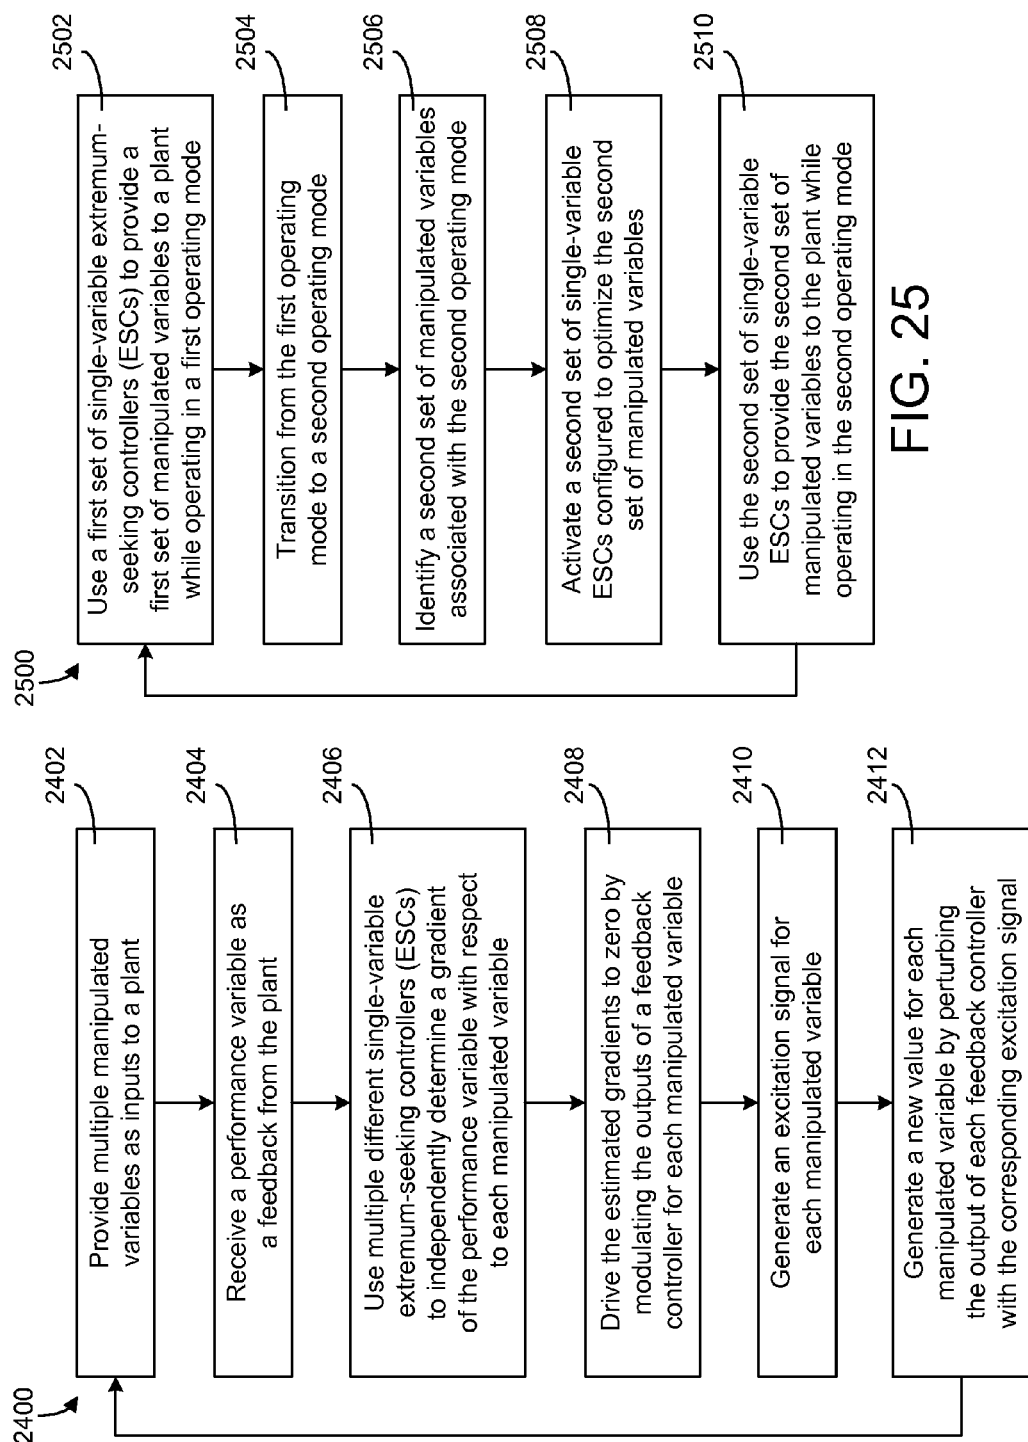 2400
2402
Provide multiple manipulated
variables as inputs to a plant
2404
Receive a performance variable as
a feedback from the plant
2406
Use multiple different single-variable
extremum-seeking controllers (ESCs)
to independently determine a gradient
of the performance variable with respect
to each manipulated variable
2408
Drive the estimated gradients to zero by
modulating the outputs of a feedback
controller for each manipulated variable
2410
Generate an excitation signal for
each manipulated variable
2412
Generate a new value for each
manipulated variable by perturbing
the output of each feedback controller
with the corresponding excitation signal
2500
2502
Use a first set of single-variable extremum-
seeking controllers (ESCs) to provide a
first set of manipulated variables to a plant
while operating in a first operating mode
2504
Transition from the first operating
mode to a second operating mode
2506
Identify a second set of manipulated variables
associated with the second operating mode
2508
Activate a second set of single-variable
ESCs configured to optimize the second
set of manipulated variables
2510
Use the second set of single-variable
ESCs to provide the second set of
manipulated variables to the plant while
operating in the second operating mode
FIG. 25